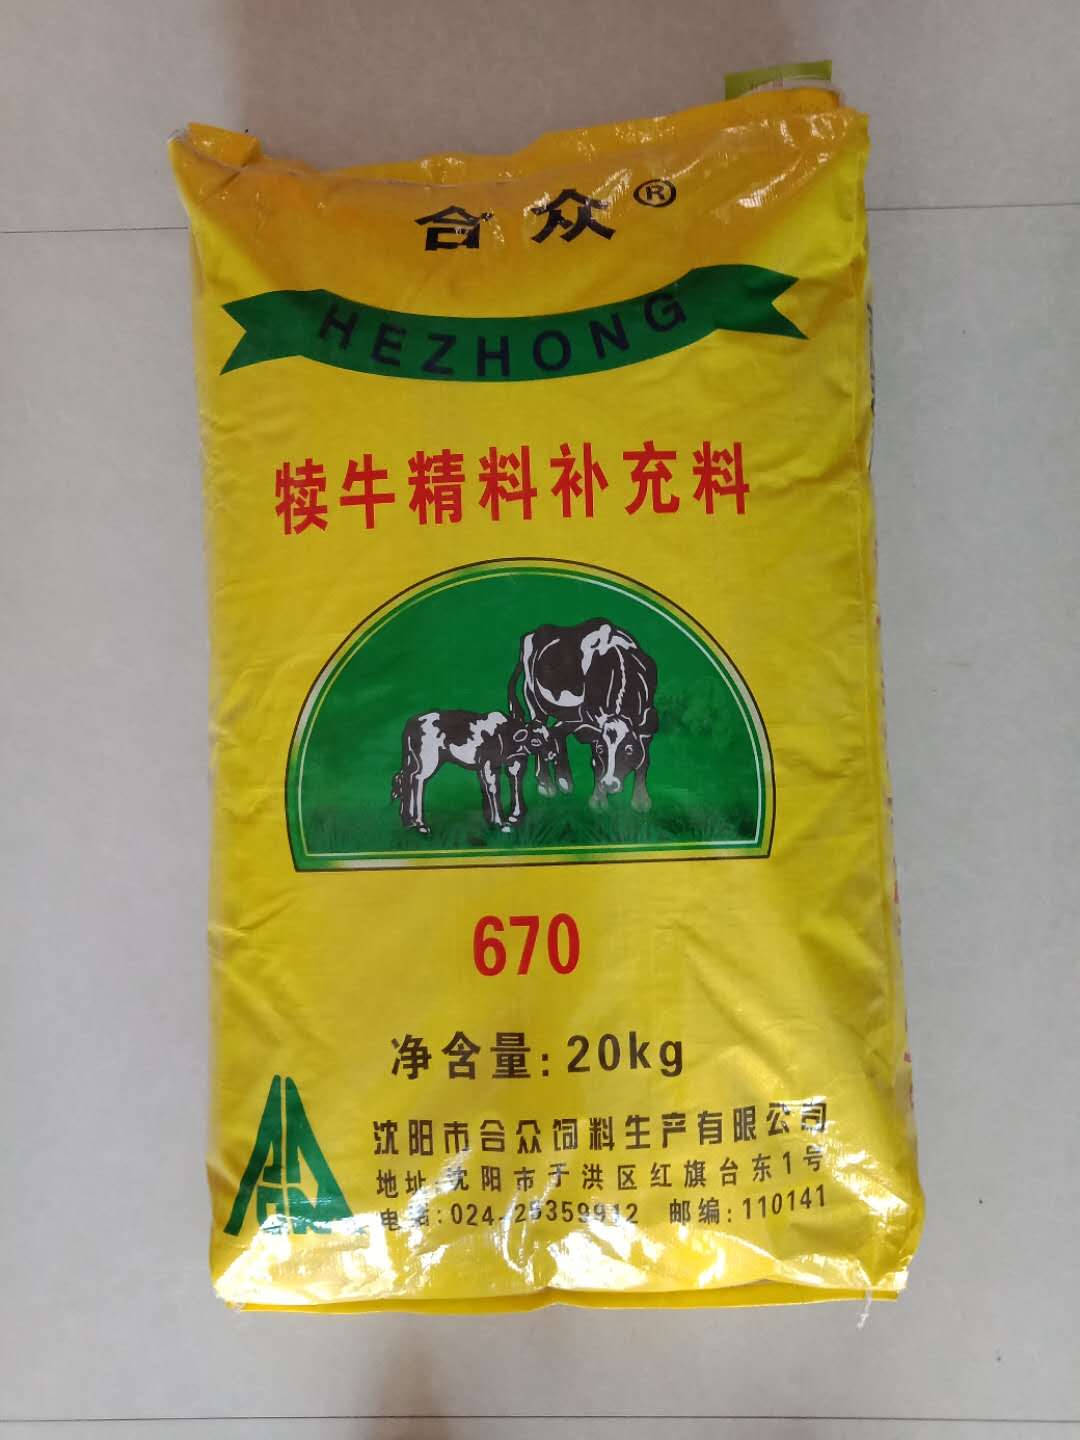 合众®
HEZHONG
犊牛精料补充料
670
净含量:20kg
沈阳市合众饲料生产有限公司
地址:沈阳市于洪区红旗台东1号
电话:024-25359912 邮编:110141